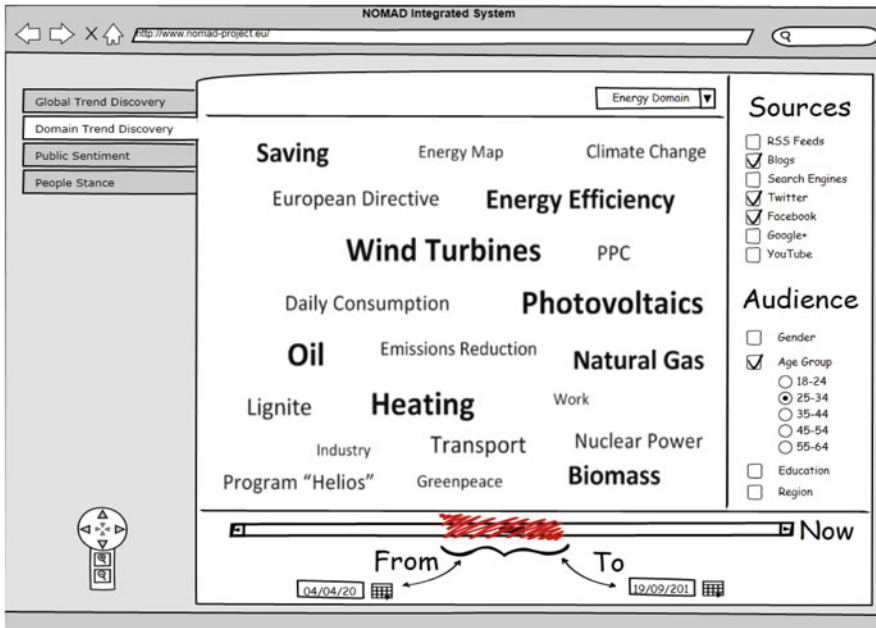 NOMAD Integrated System
http://www.nomad-project.eu/
Global Trend Discovery
Domain Trend Discovery
Public Sentiment
People Stance
Energy Domain
Saving Energy Map Climate Change
European Directive Energy Efficiency
Wind Turbines PPC
Daily Consumption Photovoltaics
Oil Emissions Reduction Natural Gas
Lignite Heating Work
Industry Transport Nuclear Power
Program “Helios” Greenpeace Biomass
Sources
RSS Feeds
Blogs
Search Engines
Twitter
Facebook
Google+
YouTube
Audience
Gender
Age Group
18-24
25-34
35-44
45-54
55-64
Education
Region
Now
From To
04/04/20 19/09/201